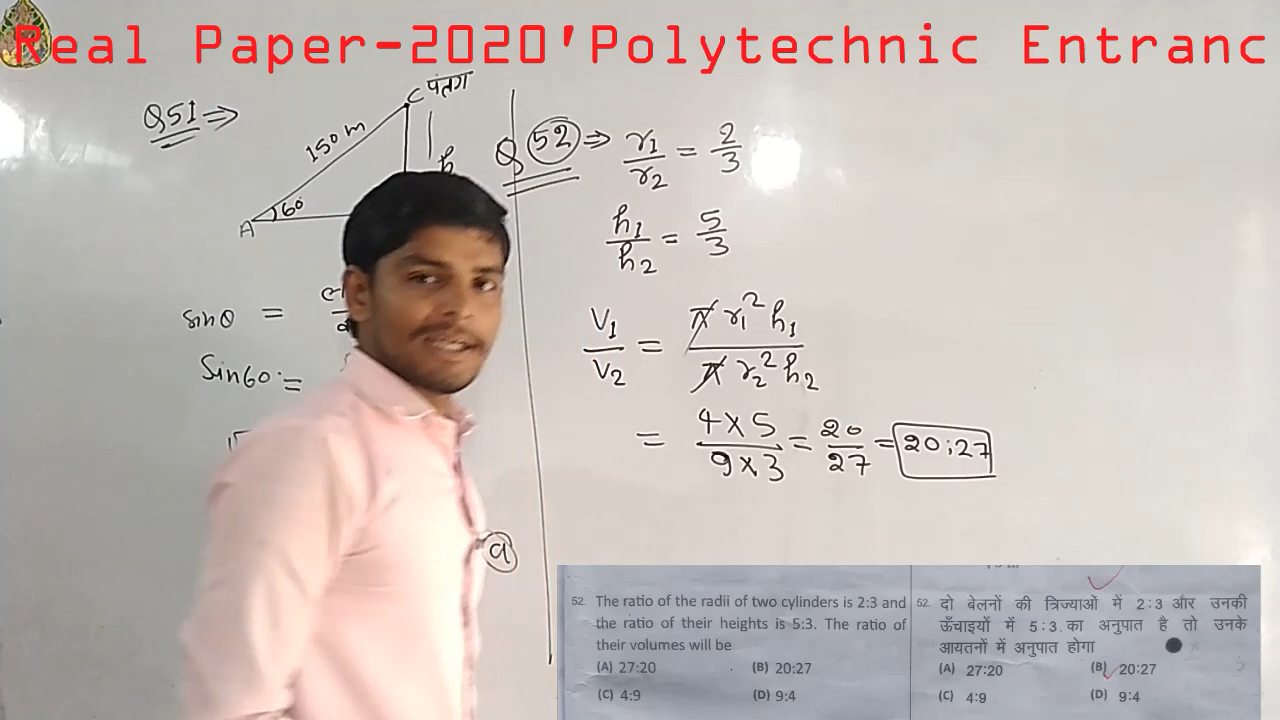 Real Paper-2020'Polytechnic Entranc
Q51 ⇒
C पतंग
150 m
h
60°
A
sinθ =
Sin60° =
Q 52 ⇒ r₁/r₂ = 2/3
h₁/h₂ = 5/3
V₁/V₂ = π r₁² h₁ / π r₂² h₂
= 4×5 / 9×3 = 20/27 = 20:27
a
52. The ratio of the radii of two cylinders is 2:3 and
the ratio of their heights is 5:3. The ratio of
their volumes will be
(A) 27:20 (B) 20:27
(C) 4:9 (D) 9:4
52. दो बेलनों की त्रिज्याओं में 2:3 और उनकी
ऊँचाइयों में 5:3 का अनुपात है तो उनके
आयतनों में अनुपात होगा
(A) 27:20 (B) 20:27
(C) 4:9 (D) 9:4